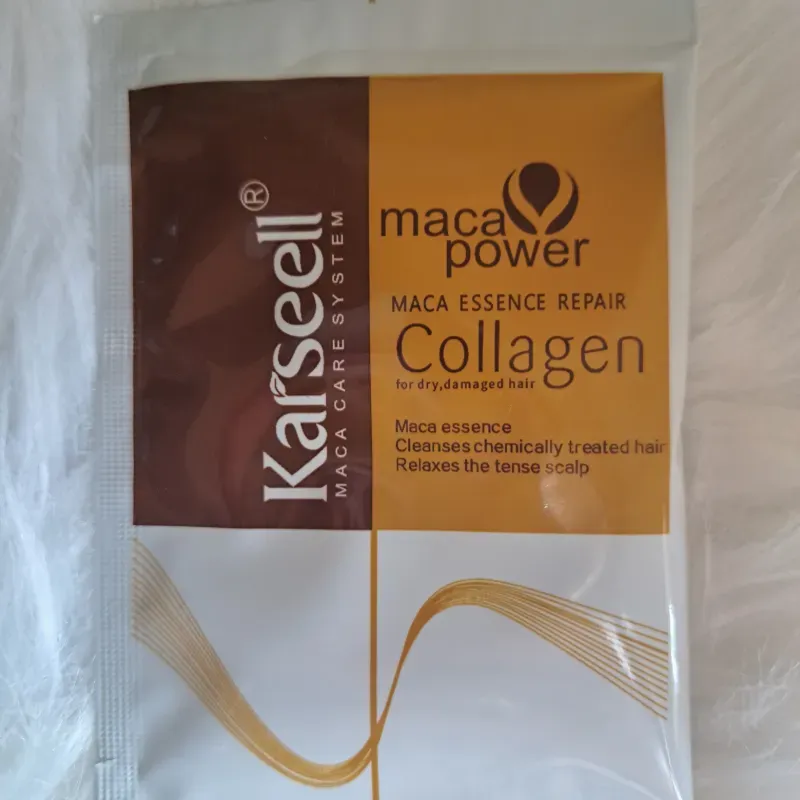 Karseell®
MACA CARE SYSTEM
maca
power
MACA ESSENCE REPAIR
Collagen
for dry,damaged hair
Maca essence
Cleanses chemically treated hair
Relaxes the tense scalp